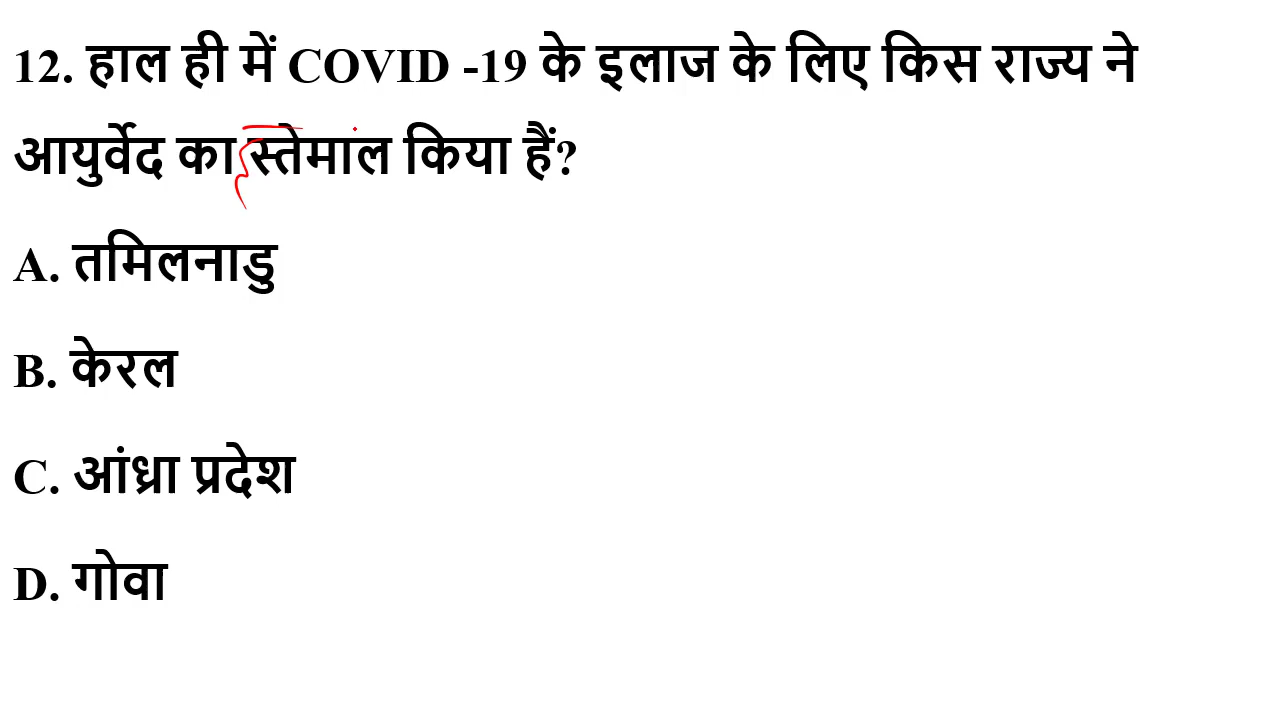 12. हाल ही में COVID -19 के इलाज के लिए किस राज्य ने
आयुर्वेद का स्तेमाल किया हैं?
A. तमिलनाडु
B. केरल
C. आंध्रा प्रदेश
D. गोवा